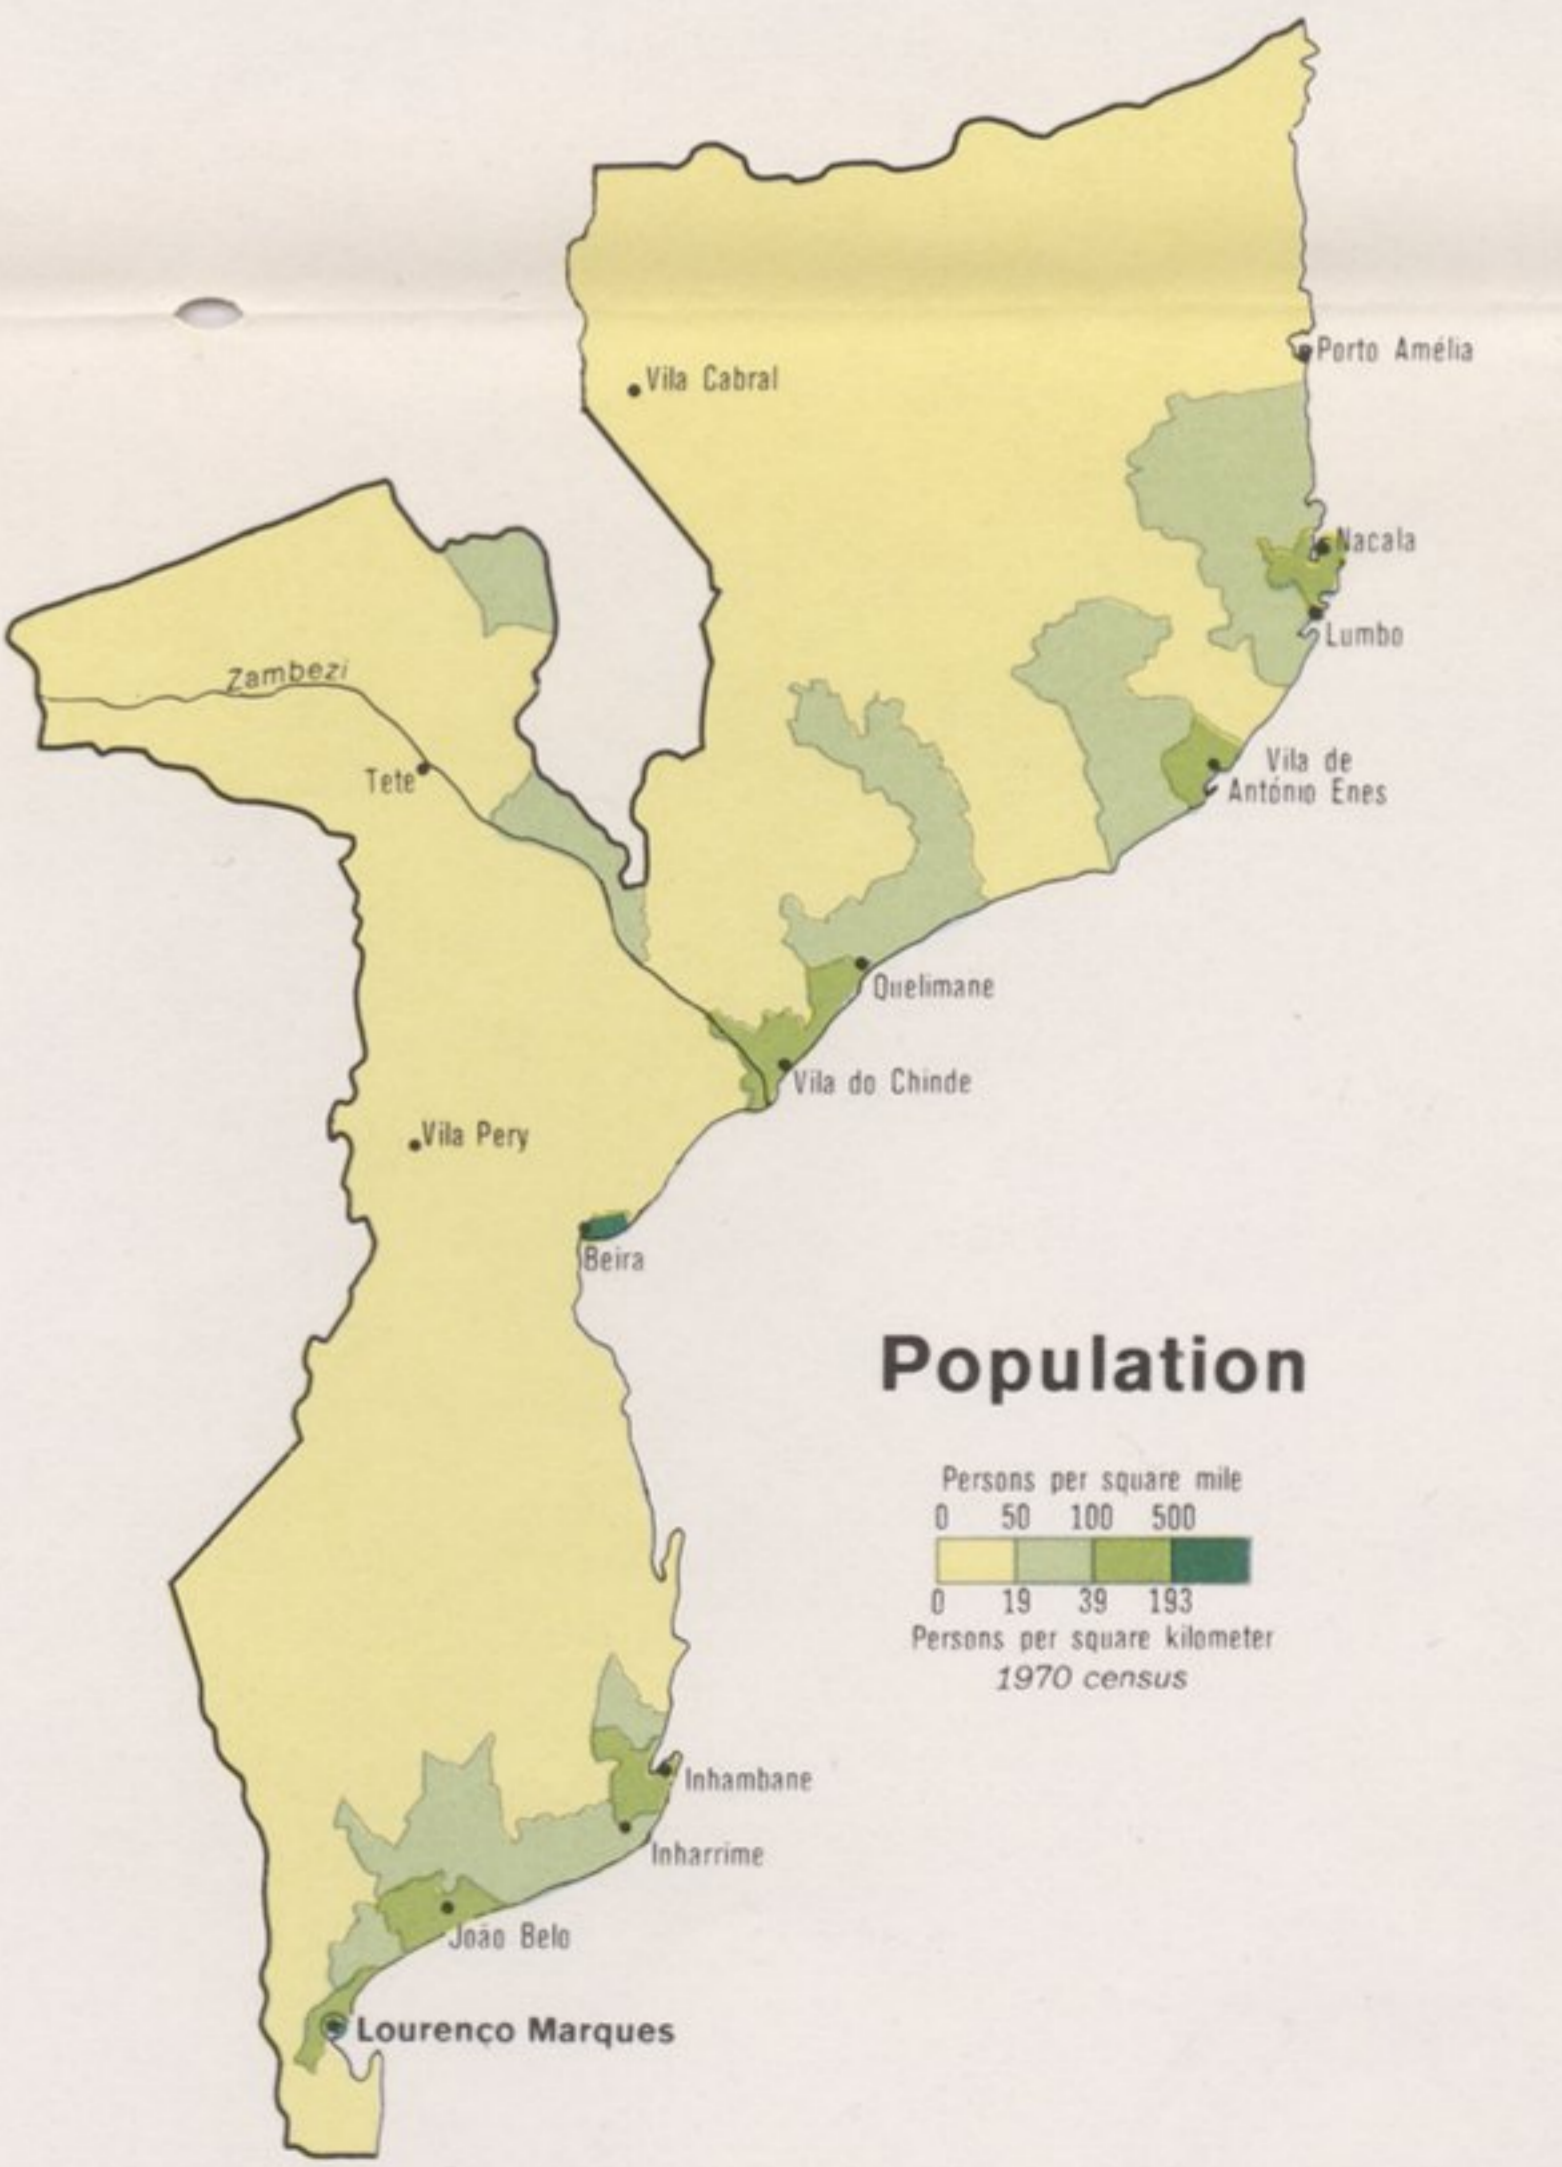 Porto Amélia
Vila Cabral
Nacala
Lumbo
Zambezi
Tete
Vila de
António Enes
Quelimane
Vila do Chinde
Vila Pery
Beira
Population
Persons per square mile
0 50 100 500
0 19 39 193
Persons per square kilometer
1970 census
Inhambane
Inharrime
João Belo
Lourenço Marques